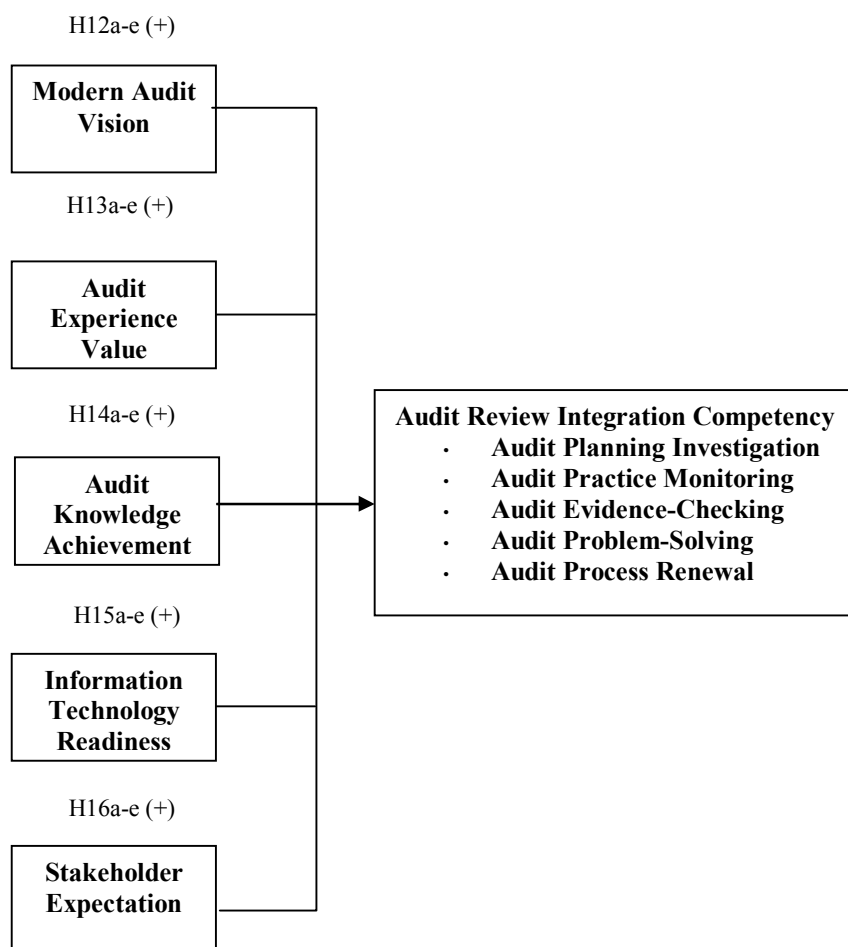 H12a-e (+)
Modern Audit
Vision
H13a-e (+)
Audit
Experience
Value
H14a-e (+)
Audit
Knowledge
Achievement
H15a-e (+)
Information
Technology
Readiness
H16a-e (+)
Stakeholder
Expectation
Audit Review Integration Competency
· Audit Planning Investigation
· Audit Practice Monitoring
· Audit Evidence-Checking
· Audit Problem-Solving
· Audit Process Renewal